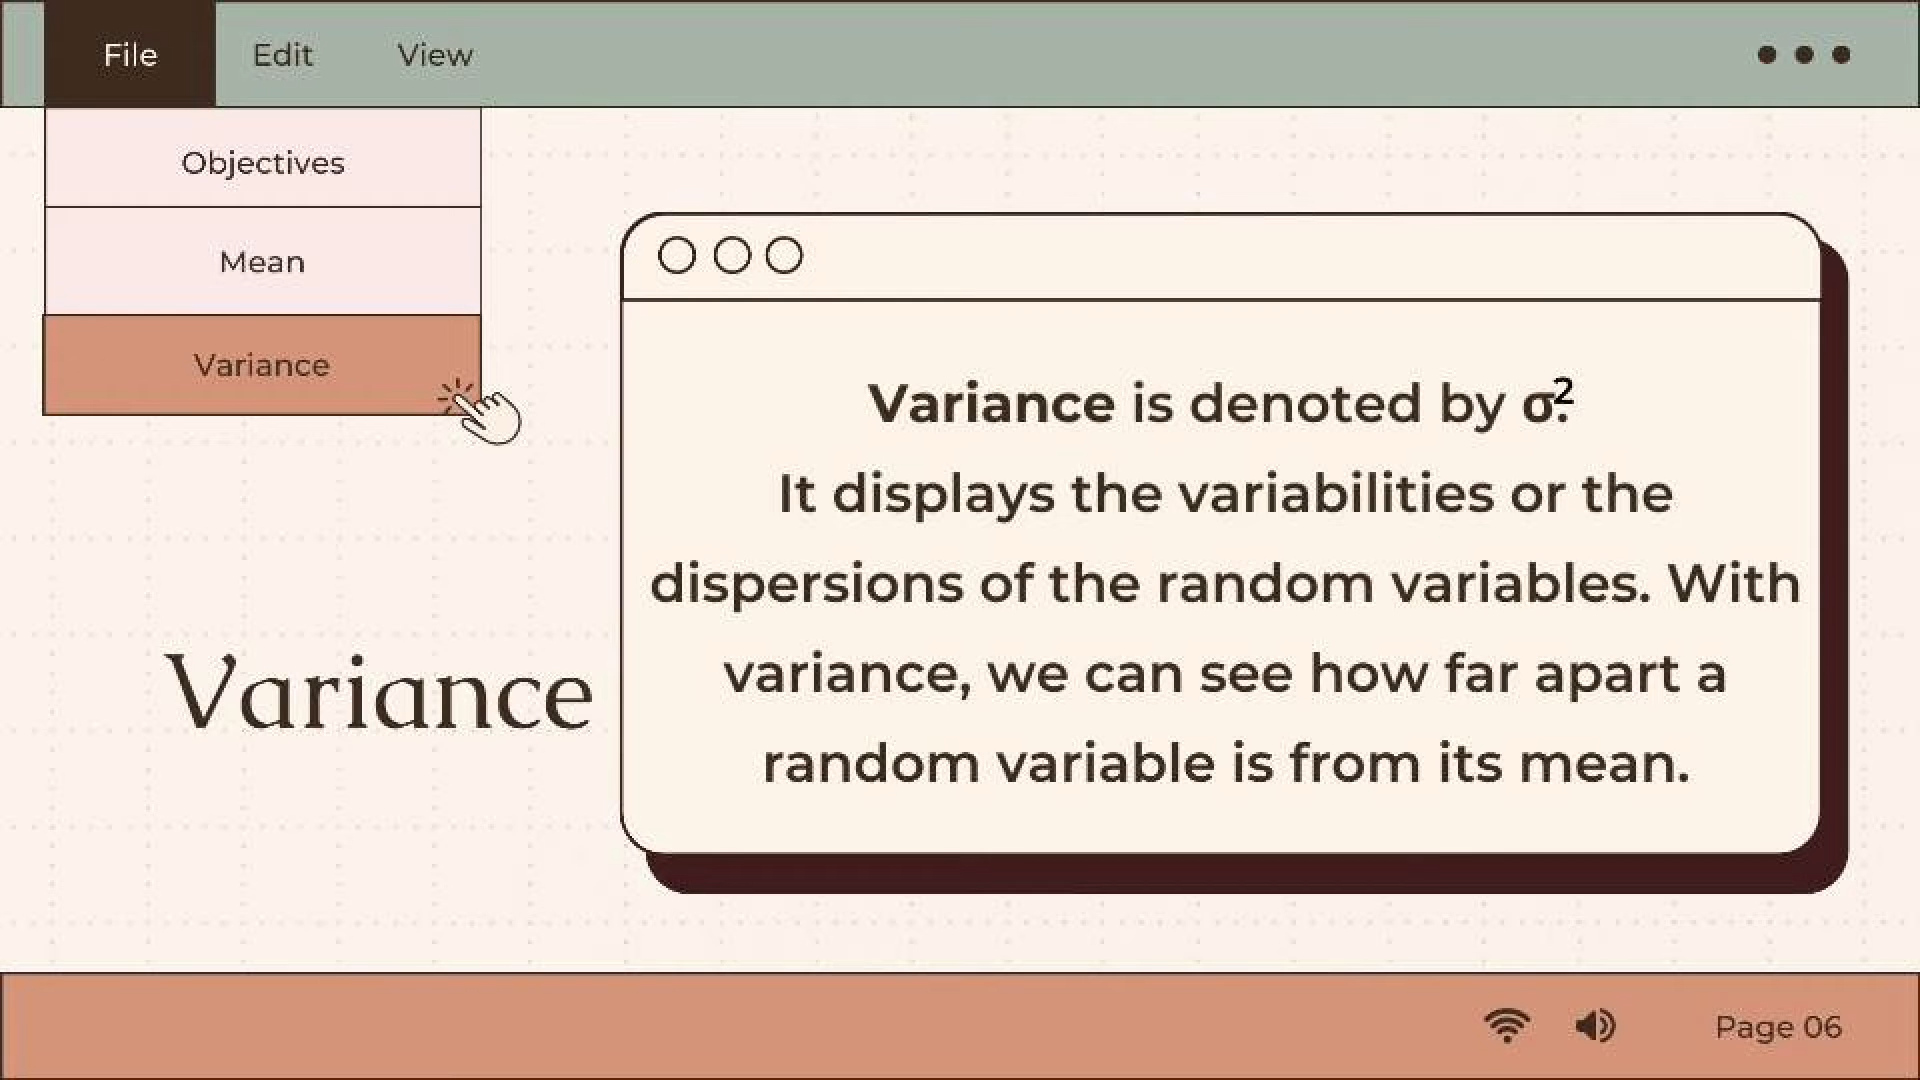 File Edit View
Objectives
Mean
Variance
Variance is denoted by σ².
It displays the variabilities or the
dispersions of the random variables. With
variance, we can see how far apart a
random variable is from its mean.
Variance
Page 06